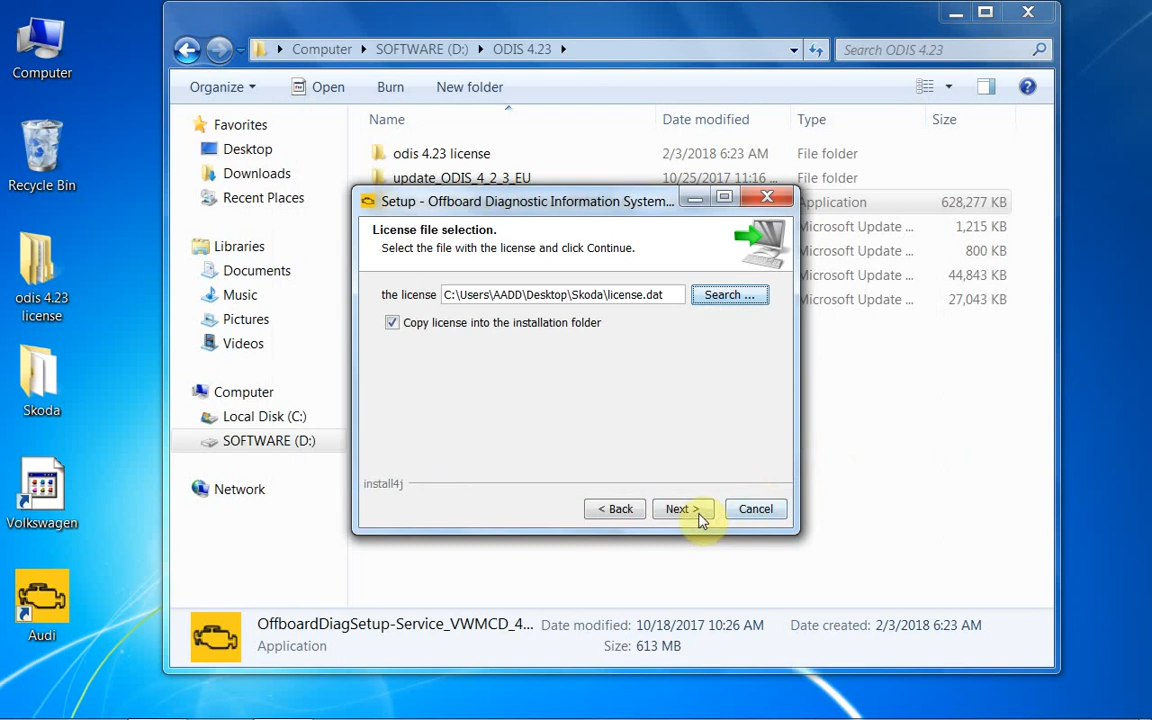 Computer
Recycle Bin
odis 4.23
license
Skoda
Volkswagen
Audi
Computer
SOFTWARE (D:)
ODIS 4.23
Search ODIS 4.23
Organize
Open
Burn
New folder
Favorites
Desktop
Downloads
Recent Places
Libraries
Documents
Music
Pictures
Videos
Computer
Local Disk (C:)
SOFTWARE (D:)
Network
Name
Date modified
Type
Size
odis 4.23 license
2/3/2018 6:23 AM
File folder
update_ODIS_4_2_3_EU
10/25/2017 11:16 ...
File folder
Application
628,277 KB
Microsoft Update ...
1,215 KB
Microsoft Update ...
800 KB
Microsoft Update ...
44,843 KB
Microsoft Update ...
27,043 KB
Setup - Offboard Diagnostic Information System...
License file selection.
Select the file with the license and click Continue.
the license
C:\Users\AADD\Desktop\Skoda\license.dat
Search ...
Copy license into the installation folder
install4j
< Back
Next >
Cancel
OffboardDiagSetup-Service_VWMCD_4...
Date modified: 10/18/2017 10:26 AM
Date created: 2/3/2018 6:23 AM
Application
Size: 613 MB